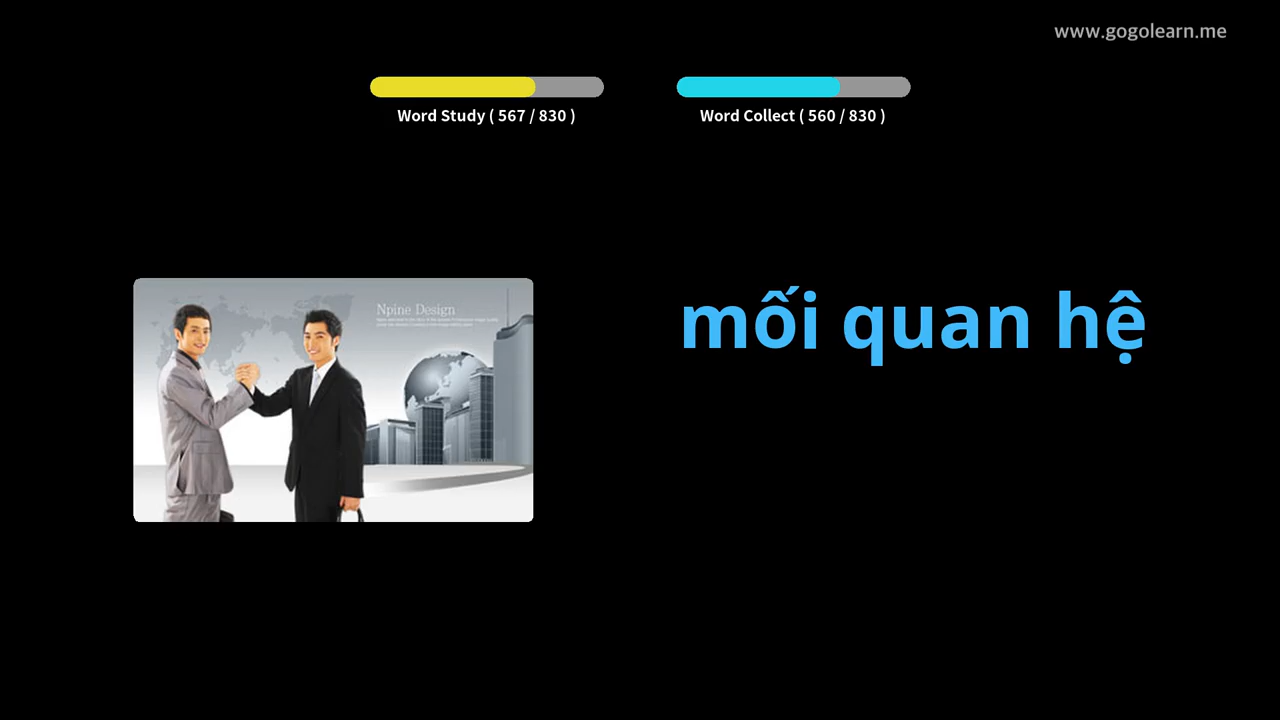 www.gogolearn.me
Word Study ( 567 / 830 )
Word Collect ( 560 / 830 )
Npine Design
mối quan hệ